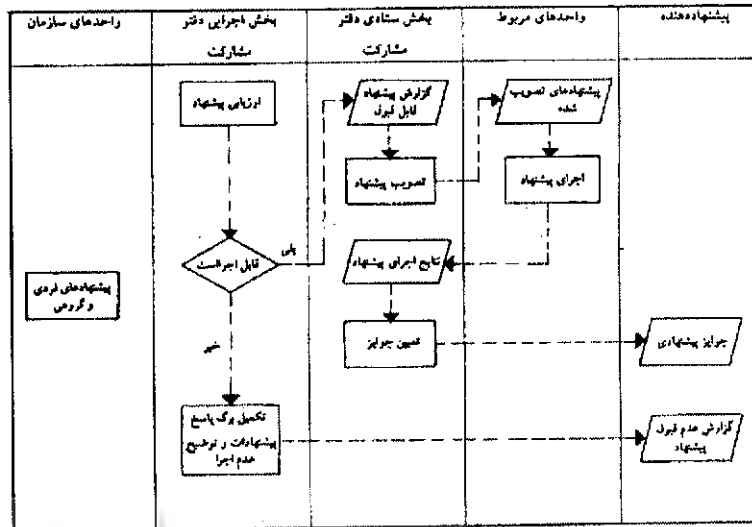 واحدهای سازمان
بخش اجرایی دفتر
مشارکت
بخش ستادی دفتر
مشارکت
واحدهای مربوط
پیشنهاددهنده
پیشنهادهای فردی
و گروهی
ارزیابی پیشنهاد
قابل اجراست
بلی
خیر
تکمیل برگ پاسخ
پیشنهادات و توضیح
عدم اجرا
گزارش پیشنهاد
قابل قبول
تصویب پیشنهاد
نتایج اجرای پیشنهاد
تعیین جوایز
پیشنهادهای تصویب
شده
اجرای پیشنهاد
جوایز پیشنهادی
گزارش عدم قبول
پیشنهاد